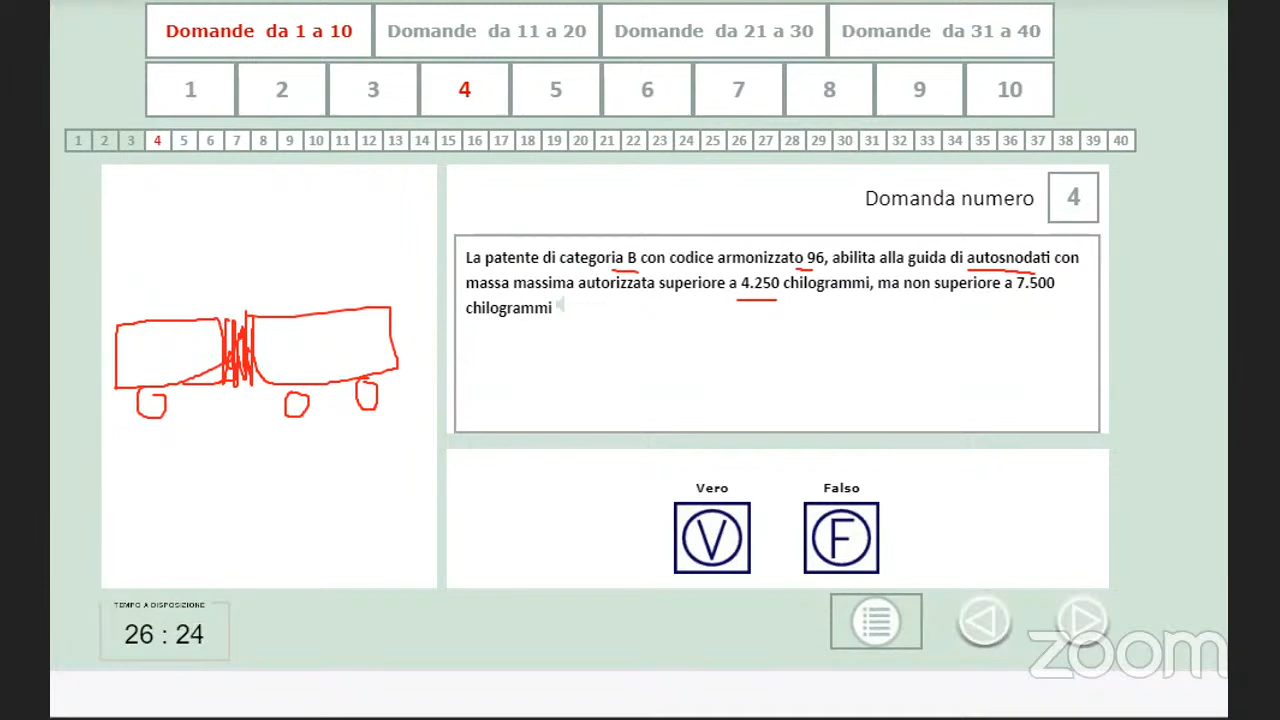 Domande da 1 a 10 Domande da 11 a 20 Domande da 21 a 30 Domande da 31 a 40
1 2 3 4 5 6 7 8 9 10
1 2 3 4 5 6 7 8 9 10 11 12 13 14 15 16 17 18 19 20 21 22 23 24 25 26 27 28 29 30 31 32 33 34 35 36 37 38 39 40
Domanda numero 4
La patente di categoria B con codice armonizzato 96, abilita alla guida di autosnodati con
massa massima autorizzata superiore a 4.250 chilogrammi, ma non superiore a 7.500
chilogrammi
Vero Falso
V F
TEMPO A DISPOSIZIONE
26 : 24
zoom